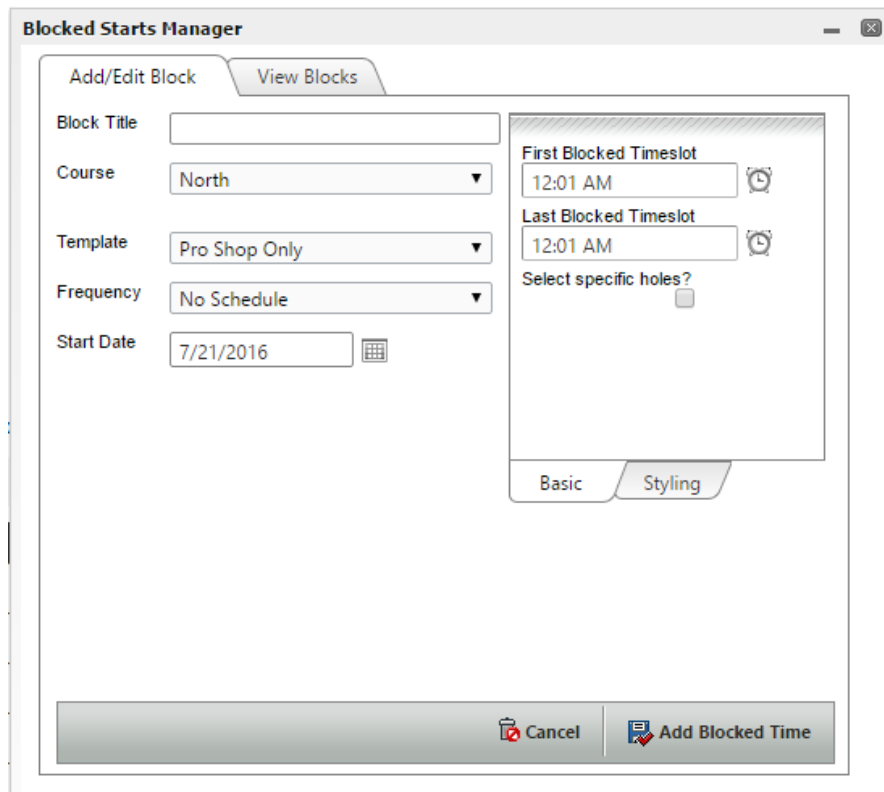 Blocked Starts Manager
Add/Edit Block
View Blocks
Block Title
Course
North
Template
Pro Shop Only
Frequency
No Schedule
Start Date
7/21/2016
First Blocked Timeslot
12:01 AM
Last Blocked Timeslot
12:01 AM
Select specific holes?
Basic
Styling
Cancel
Add Blocked Time